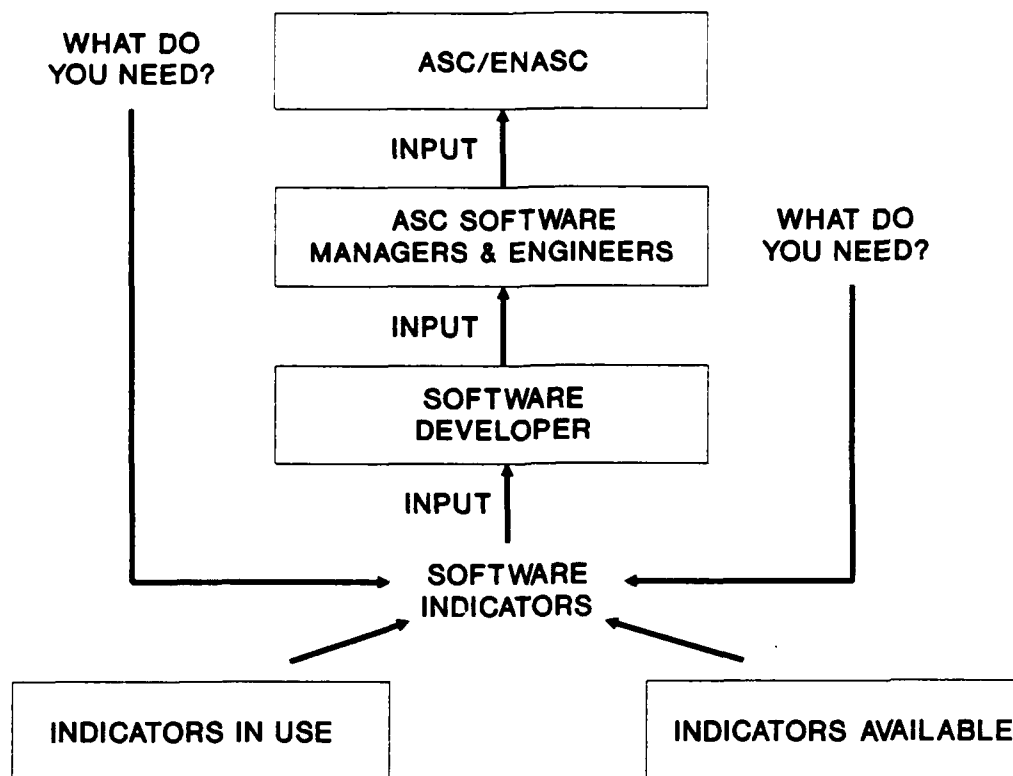 WHAT DO
YOU NEED?
ASC/ENASC
INPUT
ASC SOFTWARE
MANAGERS & ENGINEERS
WHAT DO
YOU NEED?
INPUT
SOFTWARE
DEVELOPER
INPUT
SOFTWARE
INDICATORS
INDICATORS IN USE
INDICATORS AVAILABLE